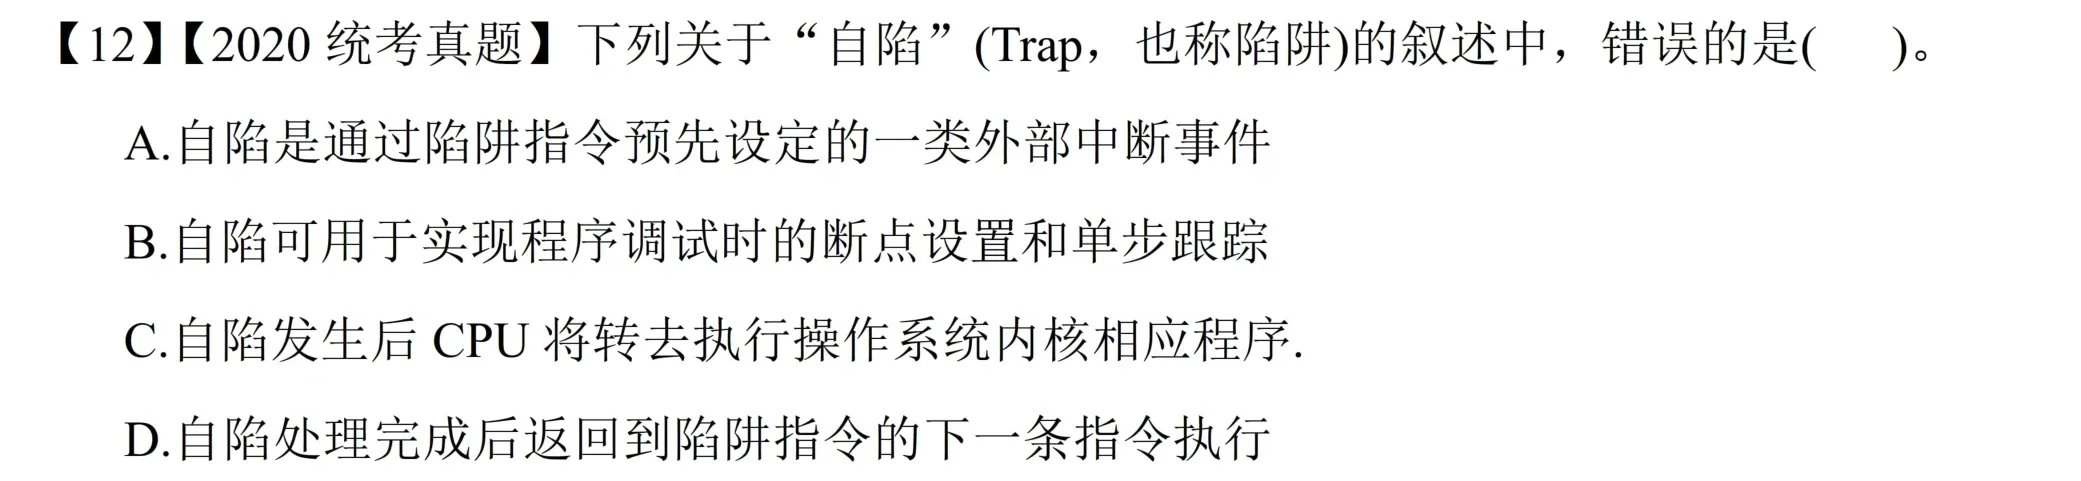 【12】【2020 统考真题】下列关于“自陷”(Trap，也称陷阱)的叙述中，错误的是(    )。
A.自陷是通过陷阱指令预先设定的一类外部中断事件
B.自陷可用于实现程序调试时的断点设置和单步跟踪
C.自陷发生后 CPU 将转去执行操作系统内核相应程序.
D.自陷处理完成后返回到陷阱指令的下一条指令执行